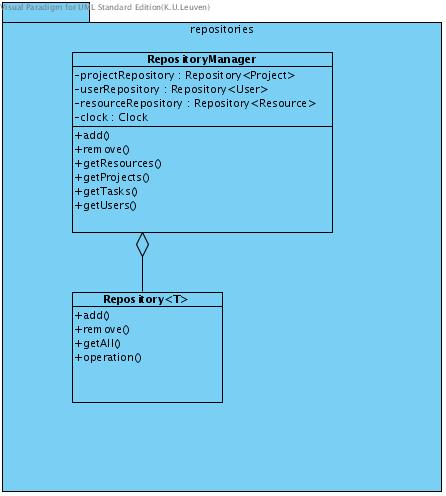 Visual Paradigm for UML Standard Edition(K.U.Leuven)
repositories
RepositoryManager
-projectRepository : Repository<Project>
-userRepository : Repository<User>
-resourceRepository : Repository<Resource>
-clock : Clock
+add()
+remove()
+getResources()
+getProjects()
+getTasks()
+getUsers()
Repository<T>
+add()
+remove()
+getAll()
+operation()